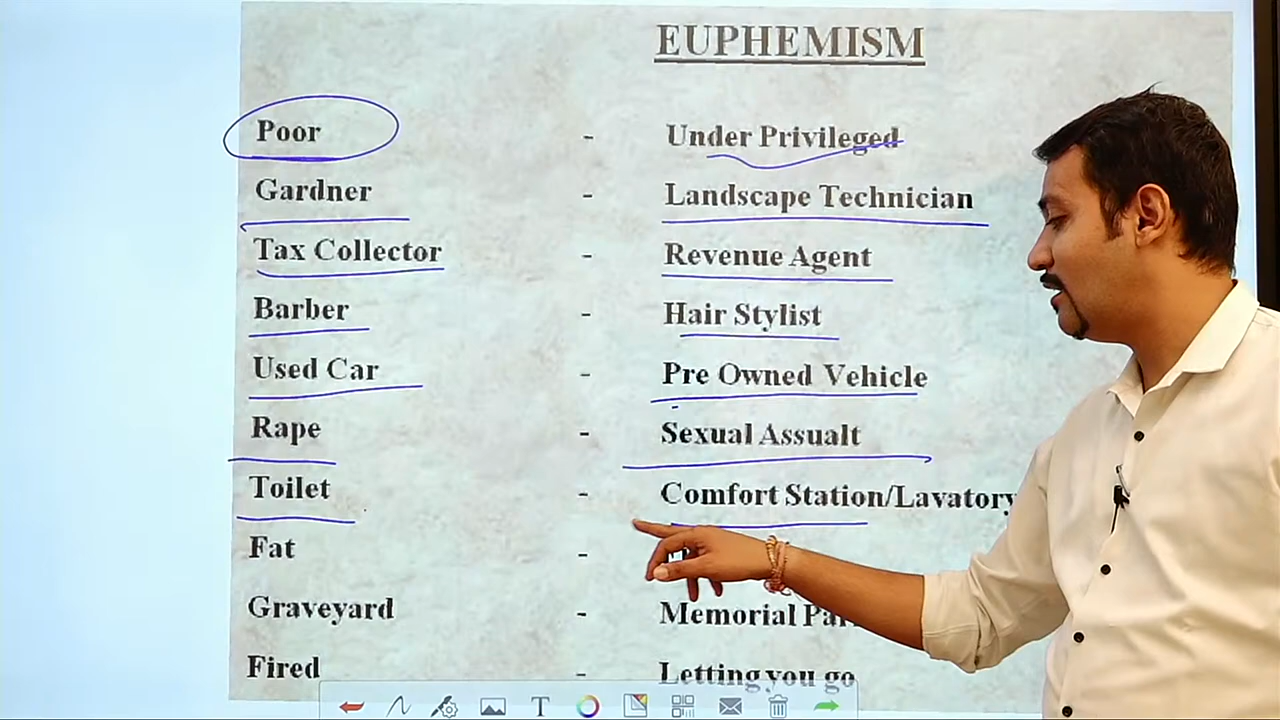 EUPHEMISM
Poor - Under Privileged
Gardner - Landscape Technician
Tax Collector - Revenue Agent
Barber - Hair Stylist
Used Car - Pre Owned Vehicle
Rape - Sexual Assualt
Toilet - Comfort Station/Lavatory
Fat -
Graveyard - Memorial
Fired - Letting you go
T